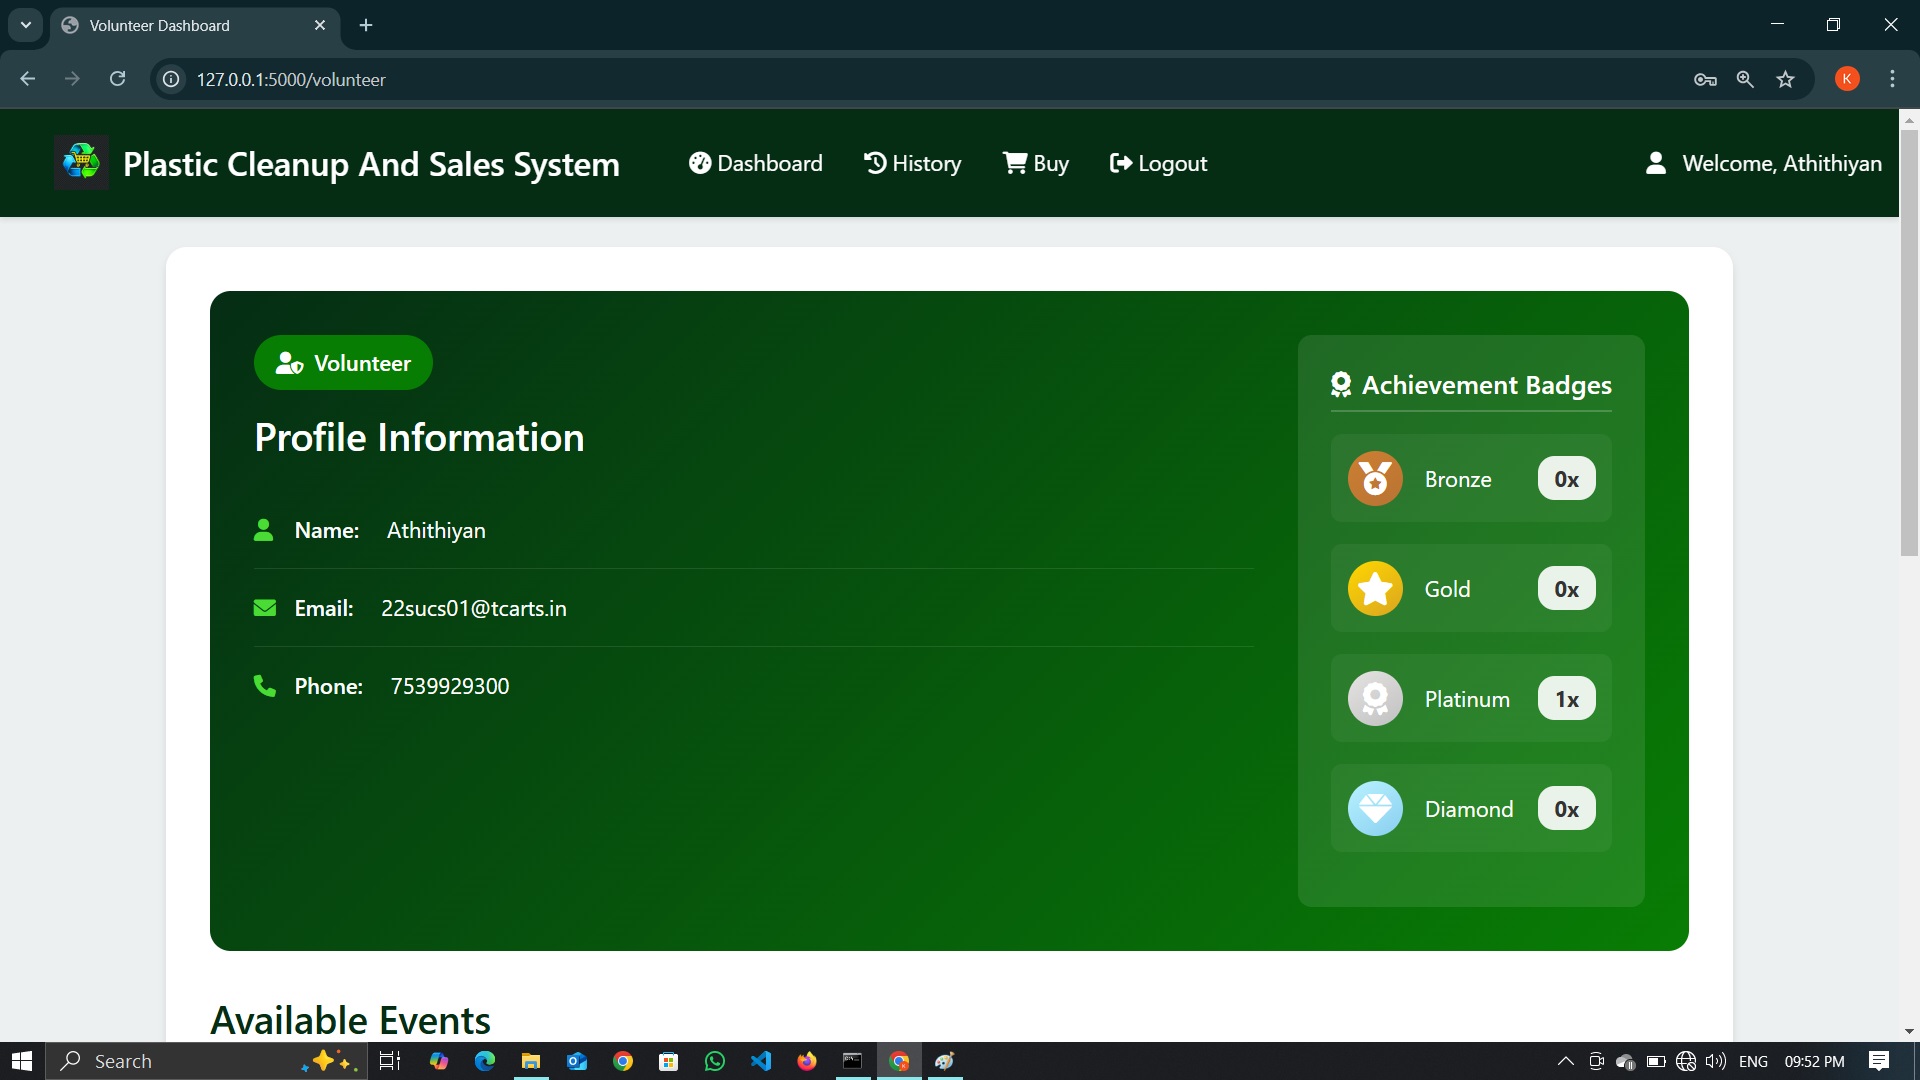 Volunteer Dashboard
127.0.0.1:5000/volunteer
K
Plastic Cleanup And Sales System
Dashboard
History
Buy
Logout
Welcome, Athithiyan
Volunteer
Profile Information
Name: Athithiyan
Email: 22sucs01@tcarts.in
Phone: 7539929300
Achievement Badges
Bronze 0x
Gold 0x
Platinum 1x
Diamond 0x
Available Events
Search
ENG
09:52 PM